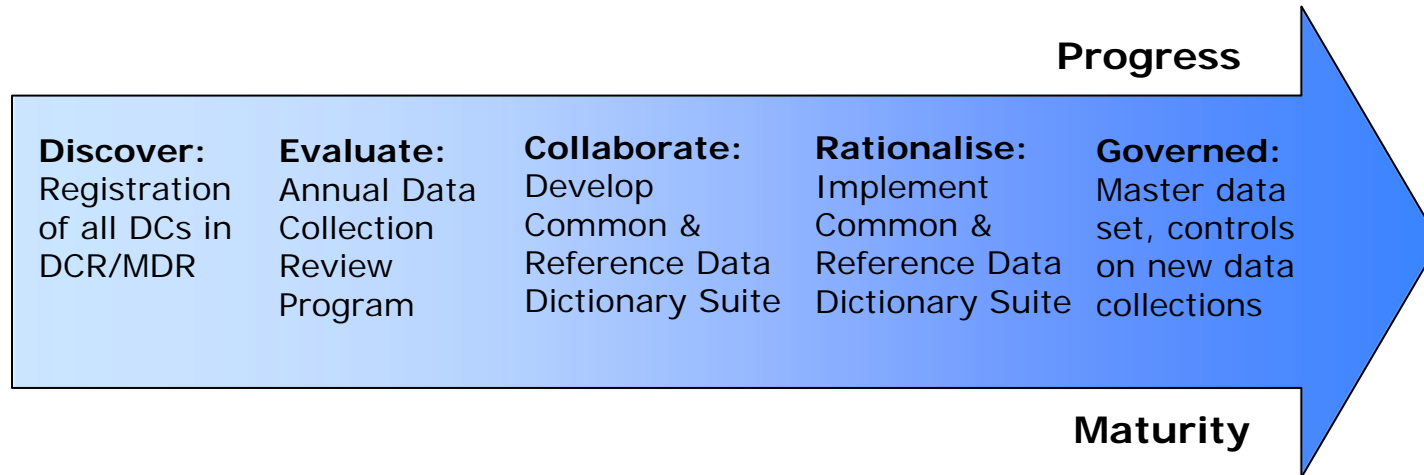 Progress
Discover:
Registration
of all DCs in
DCR/MDR
Evaluate:
Annual Data
Collection
Review
Program
Collaborate:
Develop
Common &
Reference Data
Dictionary Suite
Rationalise:
Implement
Common &
Reference Data
Dictionary Suite
Governed:
Master data
set, controls
on new data
collections
Maturity